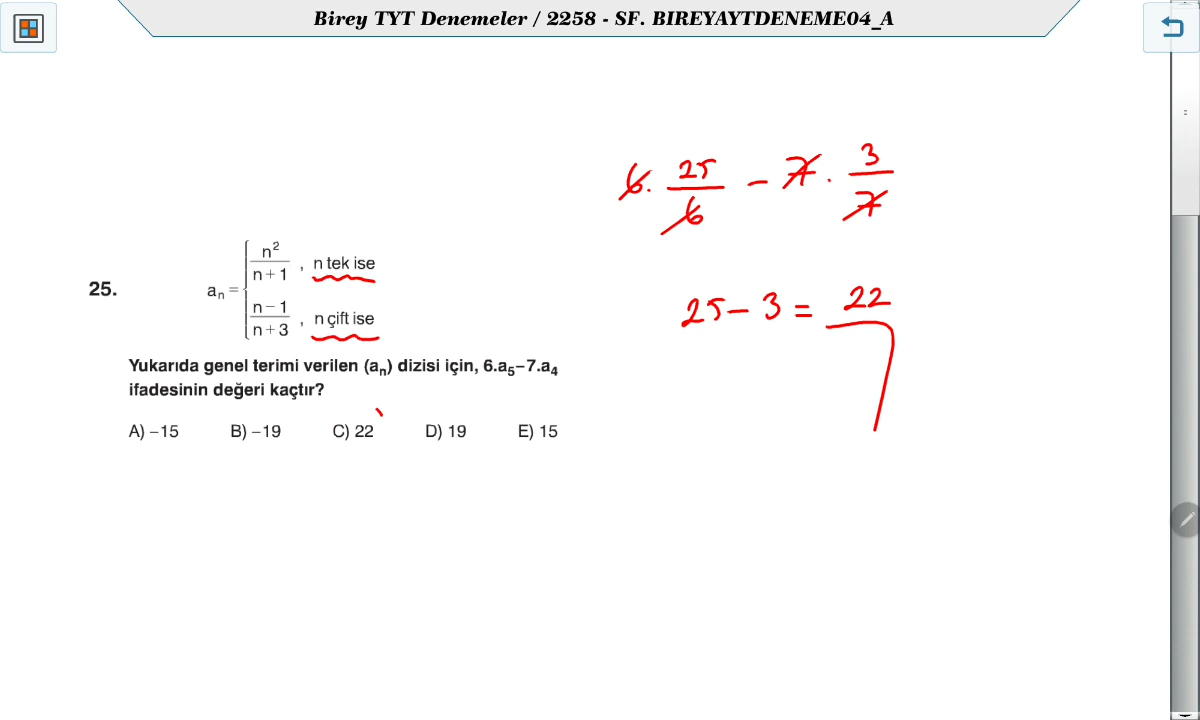 Birey TYT Denemeler / 2258 - SF. BIREYAYTDENEME04_A
6. 25/6 - 7. 3/7
25 - 3 = 22
25.
aₙ = { n²/(n+1) , n tek ise
(n-1)/(n+3) , n çift ise
Yukarıda genel terimi verilen (aₙ) dizisi için, 6.a₅-7.a₄
ifadesinin değeri kaçtır?
A) -15 B) -19 C) 22 D) 19 E) 15